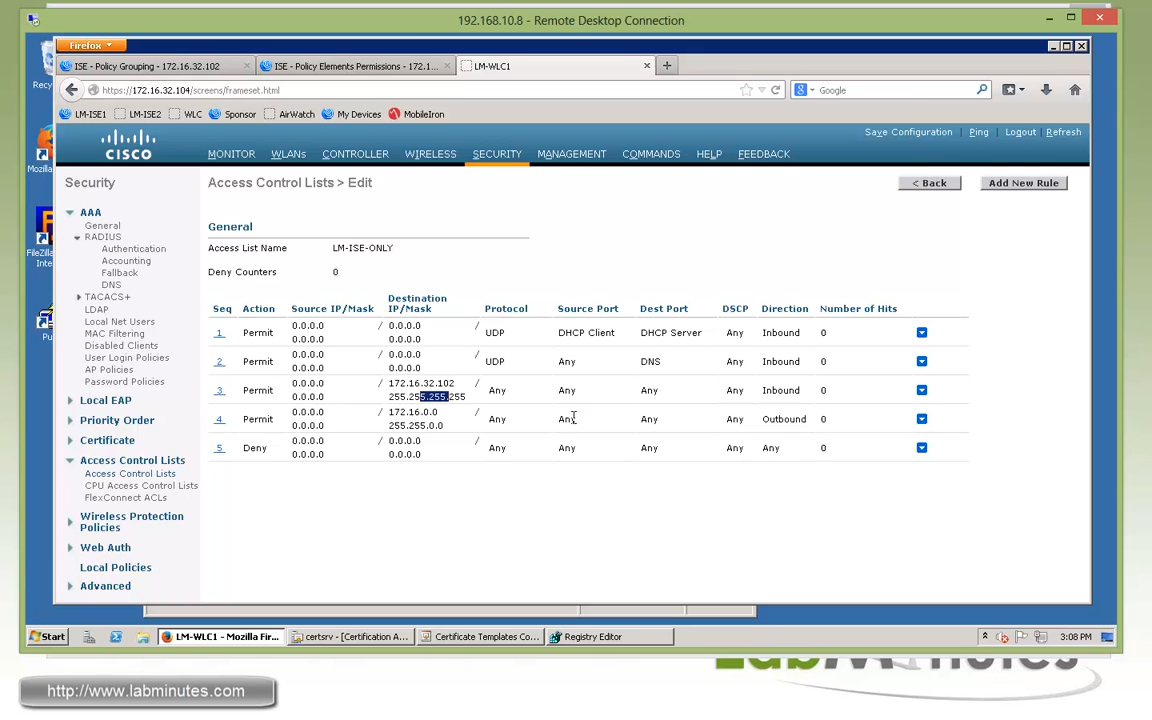 192.168.10.8 - Remote Desktop Connection
Firefox
ISE - Policy Grouping - 172.16.32.102
ISE - Policy Elements Permissions - 172.1...
LM-WLC1
https://172.16.32.104/screens/frameset.html
Google
LM-ISE1
LM-ISE2
WLC
Sponsor
AirWatch
My Devices
MobileIron
Save Configuration | Ping | Logout | Refresh
CISCO
MONITOR WLANs CONTROLLER WIRELESS SECURITY MANAGEMENT COMMANDS HELP FEEDBACK
Security
AAA
General
RADIUS
Authentication
Accounting
Fallback
DNS
TACACS+
LDAP
Local Net Users
MAC Filtering
Disabled Clients
User Login Policies
AP Policies
Password Policies
Local EAP
Priority Order
Certificate
Access Control Lists
Access Control Lists
CPU Access Control Lists
FlexConnect ACLs
Wireless Protection
Policies
Web Auth
Local Policies
Advanced
Access Control Lists > Edit
< Back
Add New Rule
General
Access List Name LM-ISE-ONLY
Deny Counters 0
Seq Action Source IP/Mask Destination IP/Mask Protocol Source Port Dest Port DSCP Direction Number of Hits
1 Permit 0.0.0.0 / 0.0.0.0 / UDP DHCP Client DHCP Server Any Inbound 0
0.0.0.0 0.0.0.0
2 Permit 0.0.0.0 / 0.0.0.0 / UDP Any DNS Any Inbound 0
0.0.0.0 0.0.0.0
3 Permit 0.0.0.0 / 172.16.32.102 / Any Any Any Any Inbound 0
0.0.0.0 255.255.255.255
4 Permit 0.0.0.0 / 172.16.0.0 / Any Any Any Any Outbound 0
0.0.0.0 255.255.0.0
5 Deny 0.0.0.0 / 0.0.0.0 / Any Any Any Any Any 0
0.0.0.0 0.0.0.0
Start
LM-WLC1 - Mozilla Fir...
certsrv - [Certification A...
Certificate Templates Co...
Registry Editor
3:08 PM
http://www.labminutes.com